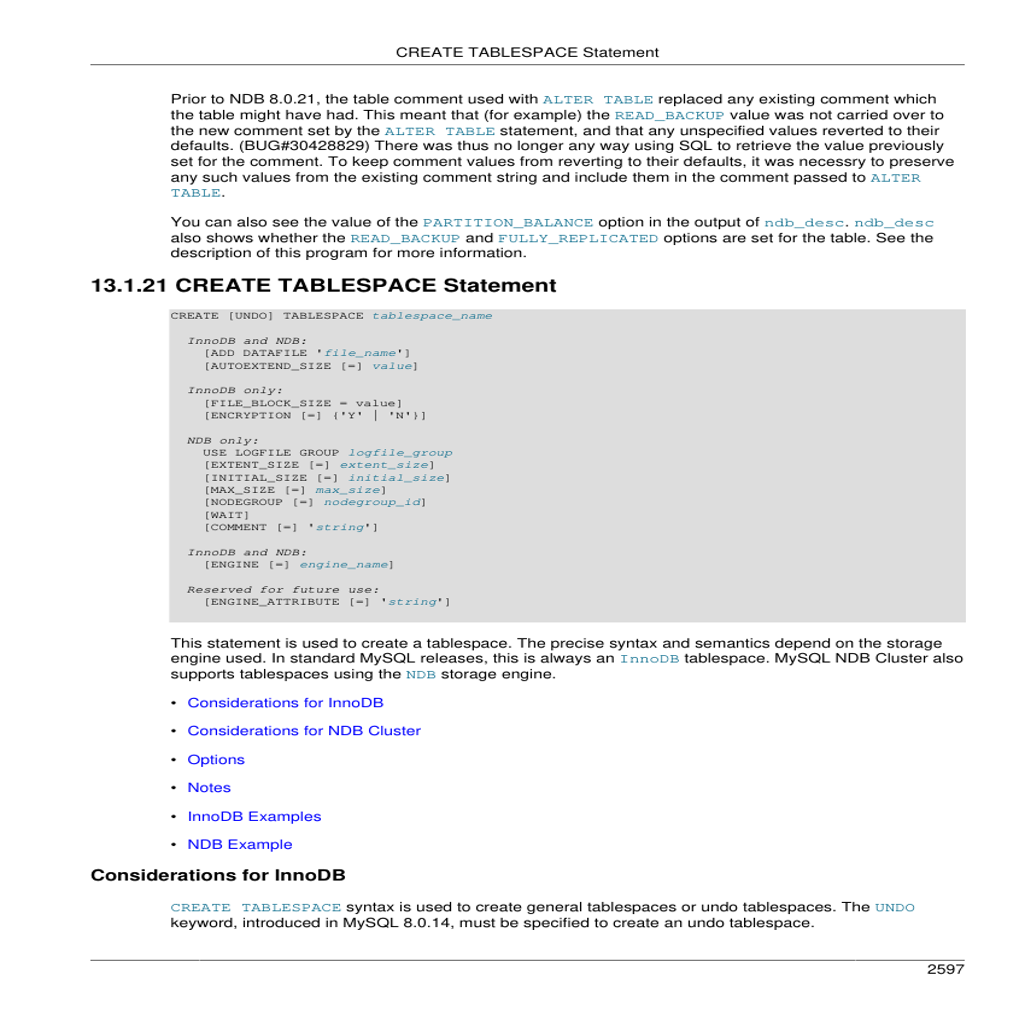 CREATE TABLESPACE Statement
Prior to NDB 8.0.21, the table comment used with ALTER TABLE replaced any existing comment which
the table might have had. This meant that (for example) the READ_BACKUP value was not carried over to
the new comment set by the ALTER TABLE statement, and that any unspecified values reverted to their
defaults. (BUG#30428829) There was thus no longer any way using SQL to retrieve the value previously
set for the comment. To keep comment values from reverting to their defaults, it was necessry to preserve
any such values from the existing comment string and include them in the comment passed to ALTER
TABLE.
You can also see the value of the PARTITION_BALANCE option in the output of ndb_desc. ndb_desc
also shows whether the READ_BACKUP and FULLY_REPLICATED options are set for the table. See the
description of this program for more information.
13.1.21 CREATE TABLESPACE Statement
CREATE [UNDO] TABLESPACE tablespace_name
InnoDB and NDB:
[ADD DATAFILE 'file_name']
[AUTOEXTEND_SIZE [=] value]
InnoDB only:
[FILE_BLOCK_SIZE = value]
[ENCRYPTION [=] {'Y' | 'N'}]
NDB only:
USE LOGFILE GROUP logfile_group
[EXTENT_SIZE [=] extent_size]
[INITIAL_SIZE [=] initial_size]
[MAX_SIZE [=] max_size]
[NODEGROUP [=] nodegroup_id]
[WAIT]
[COMMENT [=] 'string']
InnoDB and NDB:
[ENGINE [=] engine_name]
Reserved for future use:
[ENGINE_ATTRIBUTE [=] 'string']
This statement is used to create a tablespace. The precise syntax and semantics depend on the storage
engine used. In standard MySQL releases, this is always an InnoDB tablespace. MySQL NDB Cluster also
supports tablespaces using the NDB storage engine.
• Considerations for InnoDB
• Considerations for NDB Cluster
• Options
• Notes
• InnoDB Examples
• NDB Example
Considerations for InnoDB
CREATE TABLESPACE syntax is used to create general tablespaces or undo tablespaces. The UNDO
keyword, introduced in MySQL 8.0.14, must be specified to create an undo tablespace.
2597